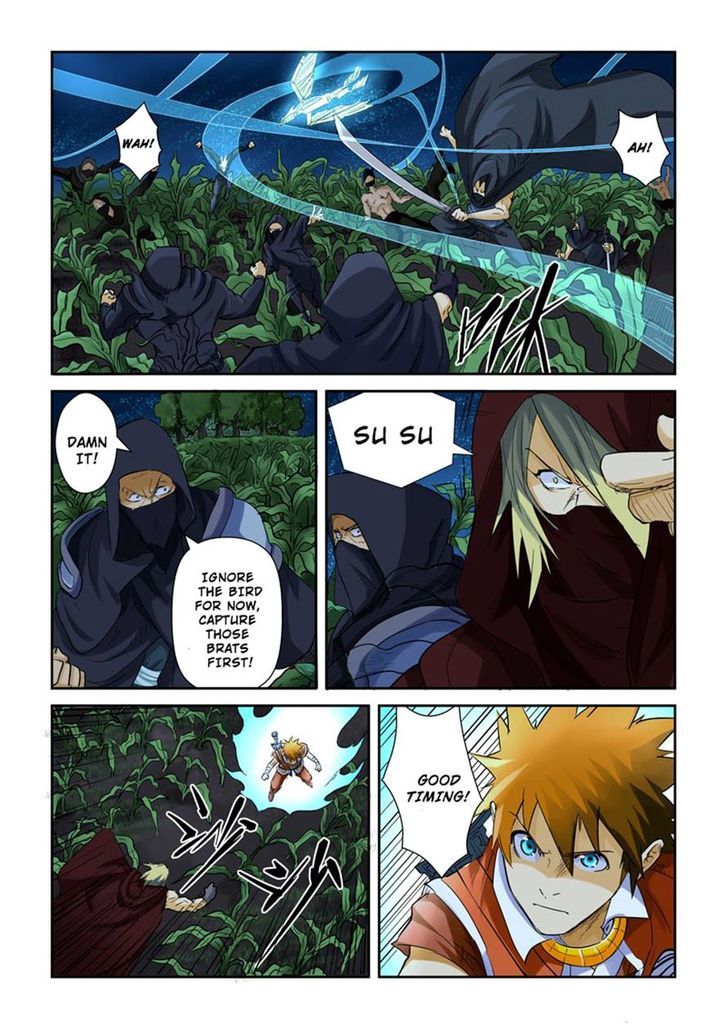 WAH!
AH!
DAMN
IT!
IGNORE
THE BIRD
FOR NOW,
CAPTURE
THOSE
BRATS
FIRST!
SU SU
GOOD
TIMING!